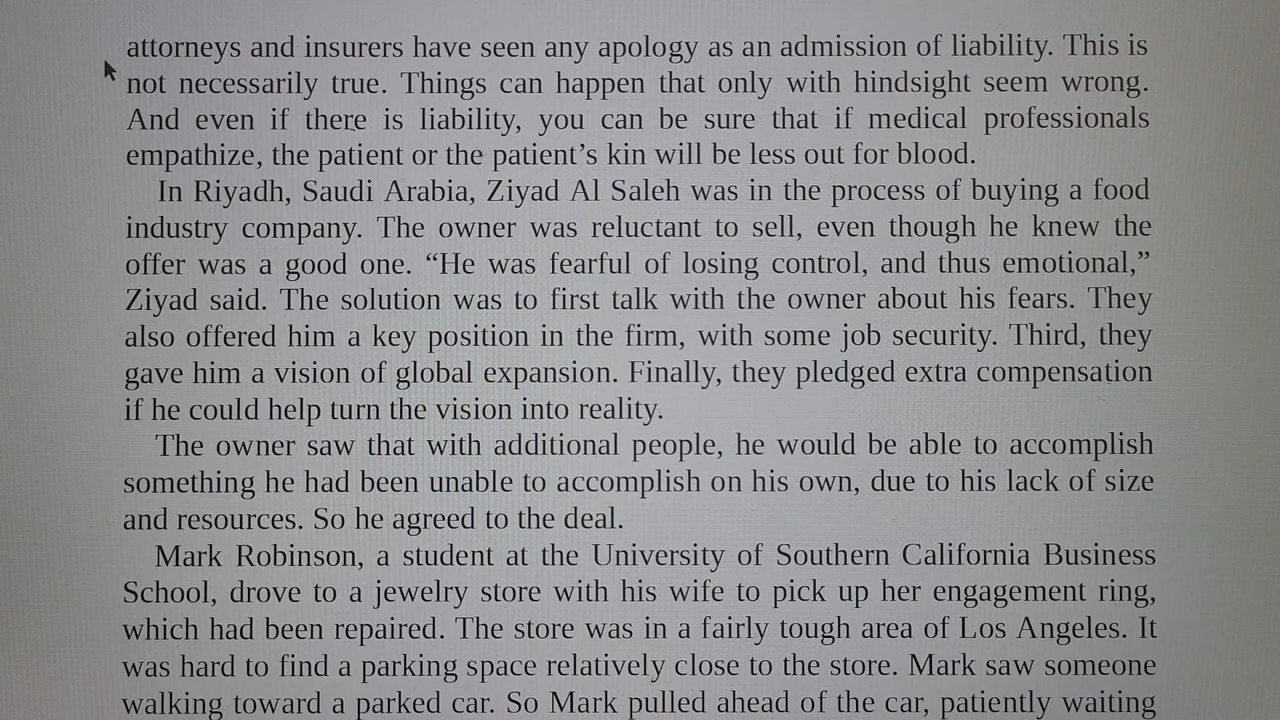 attorneys and insurers have seen any apology as an admission of liability. This is
not necessarily true. Things can happen that only with hindsight seem wrong.
And even if there is liability, you can be sure that if medical professionals
empathize, the patient or the patient’s kin will be less out for blood.
In Riyadh, Saudi Arabia, Ziyad Al Saleh was in the process of buying a food
industry company. The owner was reluctant to sell, even though he knew the
offer was a good one. “He was fearful of losing control, and thus emotional,”
Ziyad said. The solution was to first talk with the owner about his fears. They
also offered him a key position in the firm, with some job security. Third, they
gave him a vision of global expansion. Finally, they pledged extra compensation
if he could help turn the vision into reality.
The owner saw that with additional people, he would be able to accomplish
something he had been unable to accomplish on his own, due to his lack of size
and resources. So he agreed to the deal.
Mark Robinson, a student at the University of Southern California Business
School, drove to a jewelry store with his wife to pick up her engagement ring,
which had been repaired. The store was in a fairly tough area of Los Angeles. It
was hard to find a parking space relatively close to the store. Mark saw someone
walking toward a parked car. So Mark pulled ahead of the car, patiently waiting